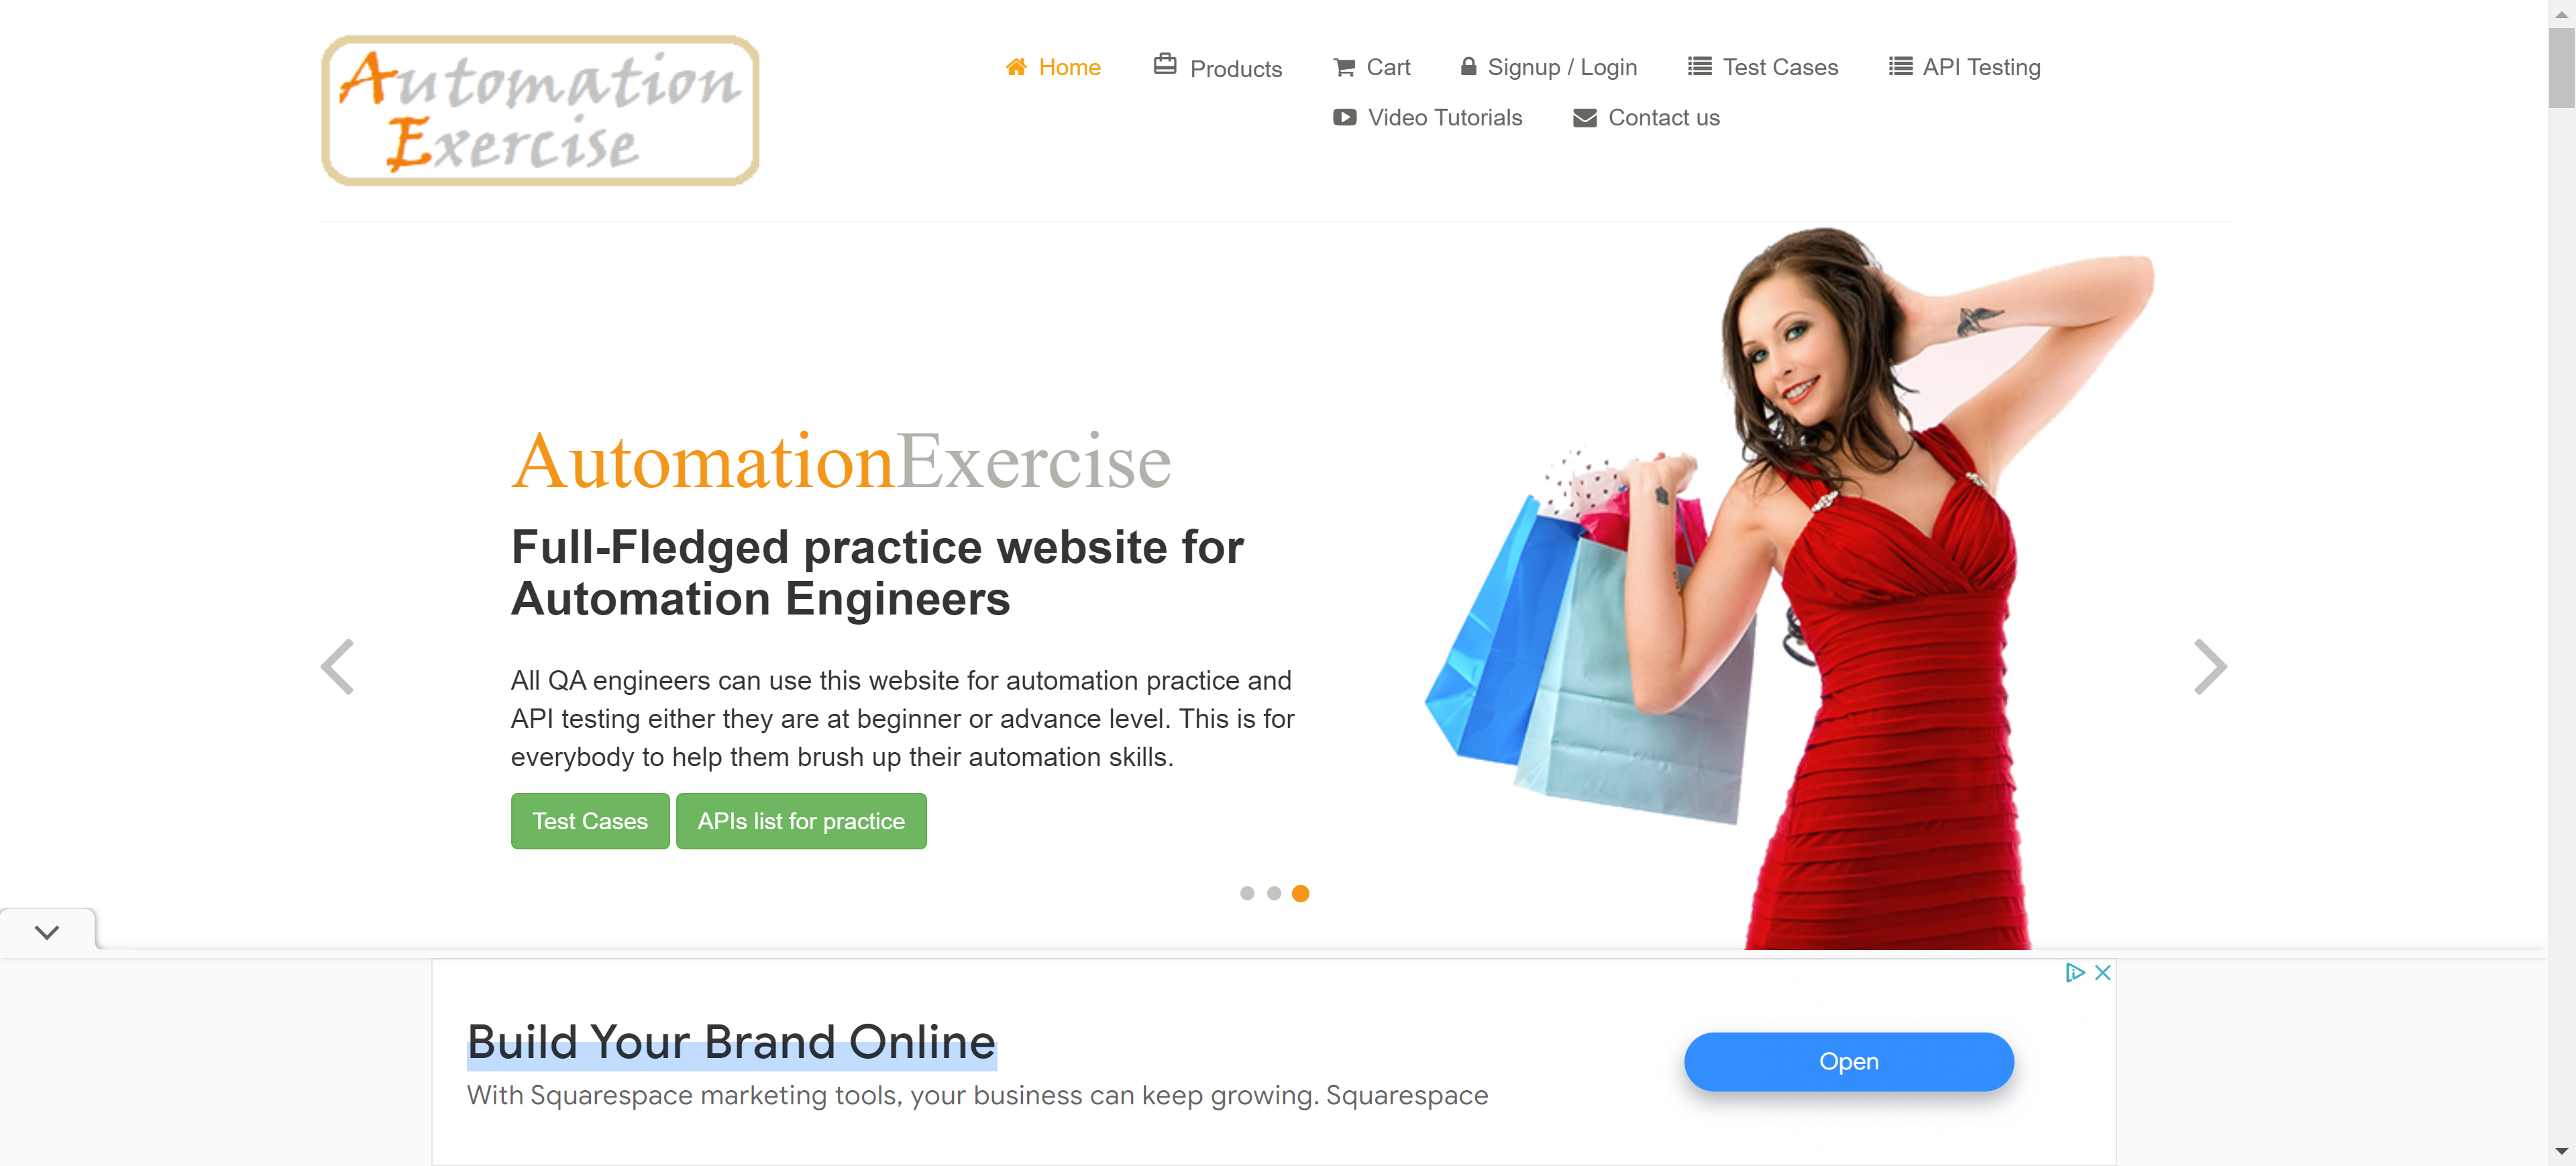 Automation
Exercise
Home
Products
Cart
Signup / Login
Test Cases
API Testing
Video Tutorials
Contact us
AutomationExercise
Full-Fledged practice website for
Automation Engineers
All QA engineers can use this website for automation practice and
API testing either they are at beginner or advance level. This is for
everybody to help them brush up their automation skills.
Test Cases
APIs list for practice
Build Your Brand Online
With Squarespace marketing tools, your business can keep growing. Squarespace
Open